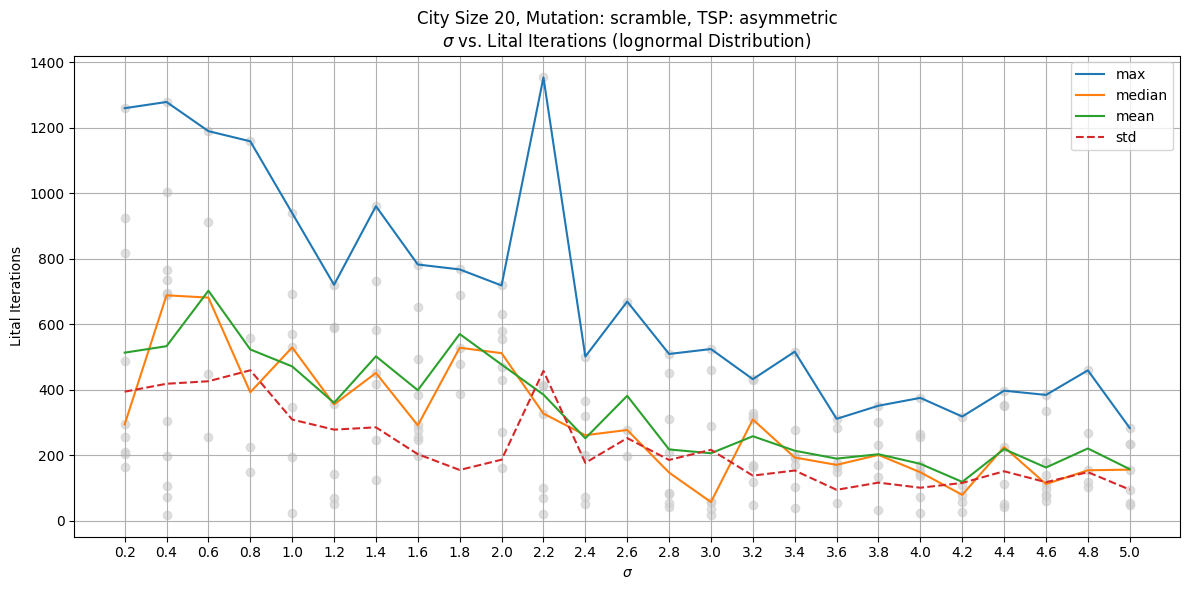 City Size 20, Mutation: scramble, TSP: asymmetric
σ vs. Lital Iterations (lognormal Distribution)
1400
1200
1000
800
600
400
200
0
Lital Iterations
max
median
mean
std
0.2 0.4 0.6 0.8 1.0 1.2 1.4 1.6 1.8 2.0 2.2 2.4 2.6 2.8 3.0 3.2 3.4 3.6 3.8 4.0 4.2 4.4 4.6 4.8 5.0
σ